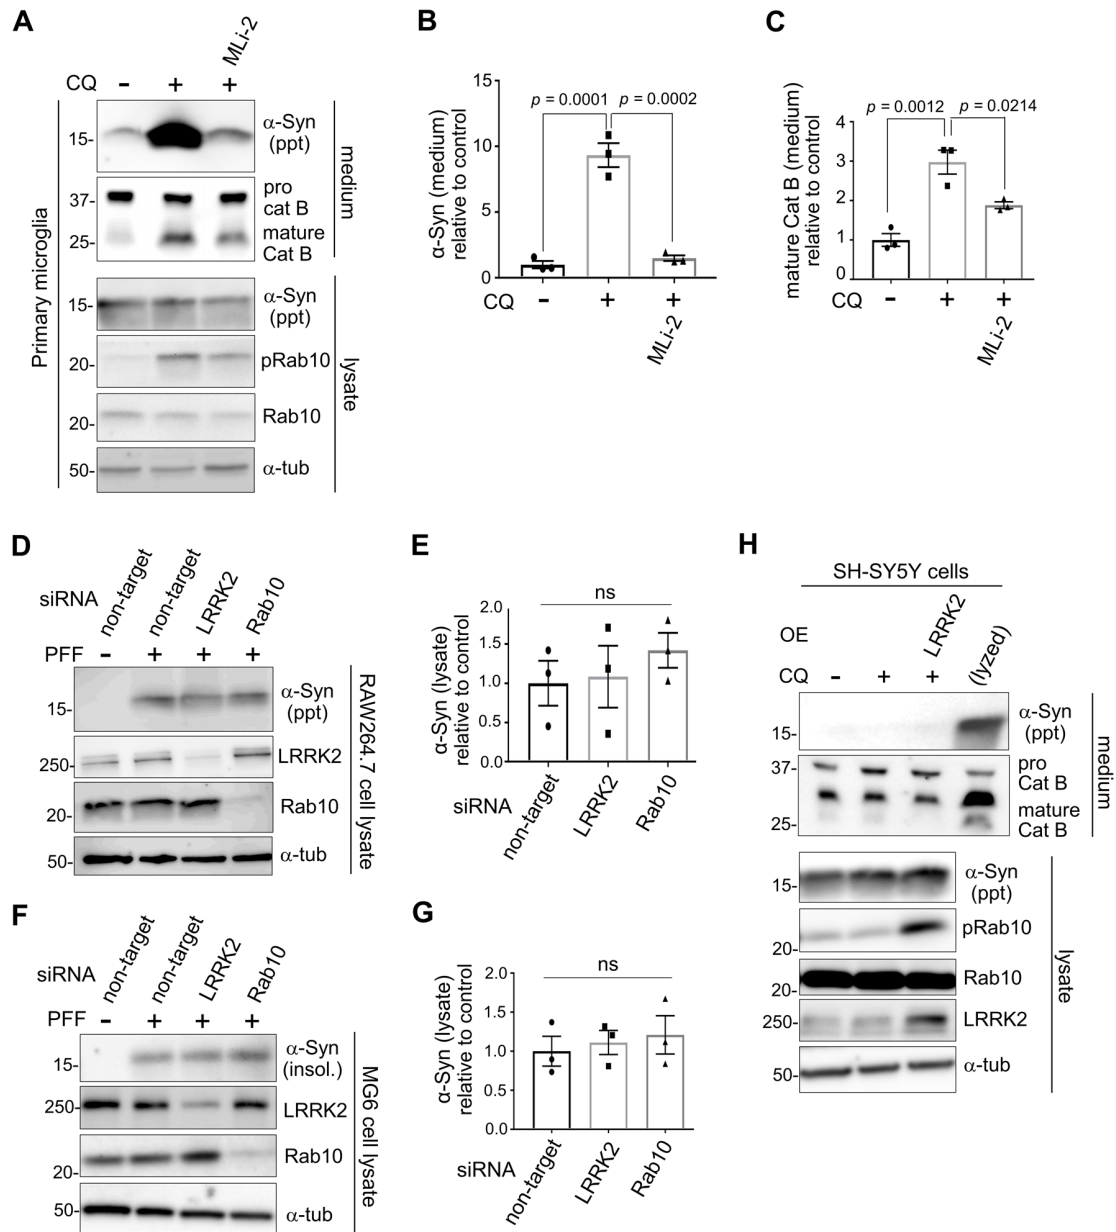 A
MLi-2
CQ
– + +
Primary microglia
15-
α-Syn
(ppt)
37-
25-
pro
cat B
mature
Cat B
medium
15-
α-Syn
(ppt)
20-
pRab10
20-
Rab10
50-
α-tub
lysate
B
α-Syn (medium)
relative to control
15
10
5
0
p = 0.0001
p = 0.0002
CQ
– + +
MLi-2
C
mature Cat B (medium)
relative to control
4
3
2
1
0
p = 0.0012
p = 0.0214
CQ
– + +
MLi-2
D
siRNA
non-target
non-target
LRRK2
Rab10
PFF
– + + +
15-
α-Syn
(ppt)
250-
LRRK2
20-
Rab10
50-
α-tub
RAW264.7 cell lysate
E
α-Syn (lysate)
relative to control
2.0
1.5
1.0
0.5
0.0
ns
siRNA
non-target
LRRK2
Rab10
F
siRNA
non-target
non-target
LRRK2
Rab10
PFF
– + + +
15-
α-Syn
(insol.)
250-
LRRK2
20-
Rab10
50-
α-tub
MG6 cell lysate
G
α-Syn (lysate)
relative to control
2.0
1.5
1.0
0.5
0.0
ns
siRNA
non-target
LRRK2
Rab10
H
SH-SY5Y cells
OE
LRRK2
(lyzed)
CQ
– + +
15-
α-Syn
(ppt)
37-
25-
pro
Cat B
mature
Cat B
medium
15-
α-Syn
(ppt)
20-
pRab10
20-
Rab10
250-
LRRK2
50-
α-tub
lysate